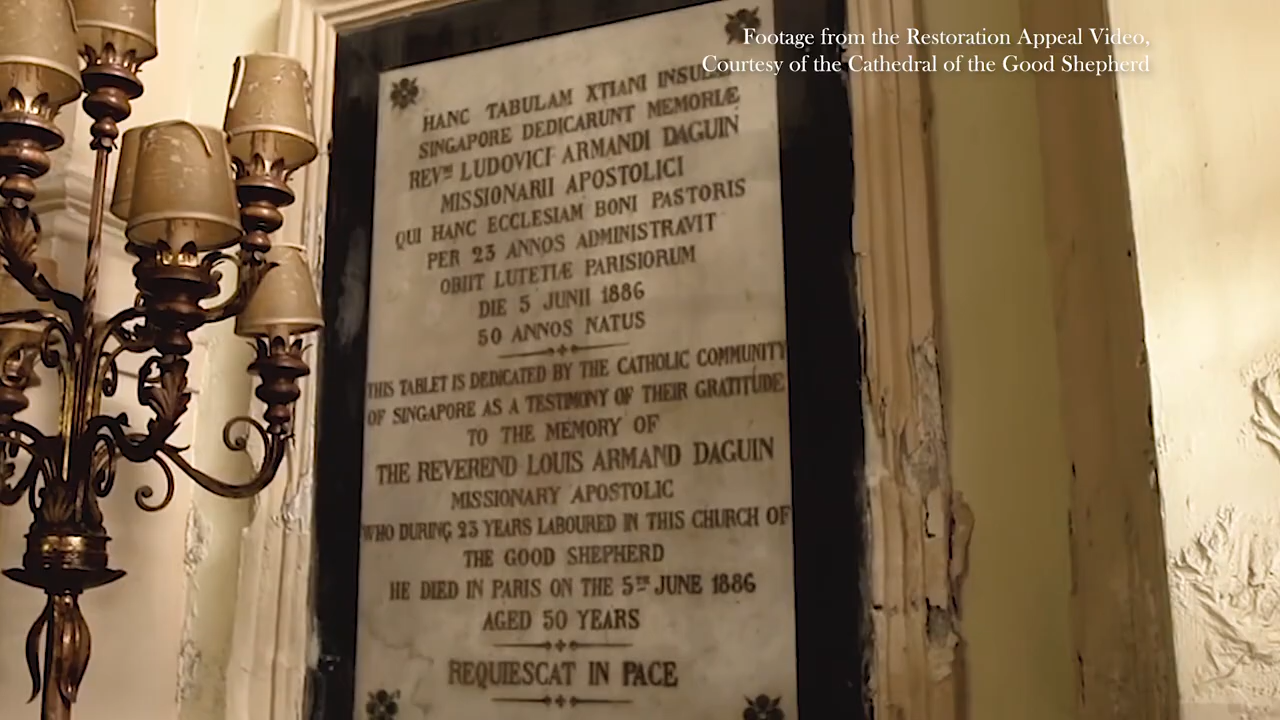 Footage from the Restoration Appeal Video,
Courtesy of the Cathedral of the Good Shepherd
HANC TABULAM XTIANI
SINGAPORE DEDICARUNT MEMORIÆ
REVMI LUDOVICI ARMANDI DAGUIN
MISSIONARII APOSTOLICI
QUI HANC ECCLESIAM BONI PASTORIS
PER 23 ANNOS ADMINISTRAVIT
OBIIT LUTETIÆ PARISIORUM
DIE 5 JUNII 1886
50 ANNOS NATUS
THIS TABLET IS DEDICATED BY THE CATHOLIC COMMUNITY
OF SINGAPORE AS A TESTIMONY OF THEIR GRATITUDE
TO THE MEMORY OF
THE REVEREND LOUIS ARMAND DAGUIN
MISSIONARY APOSTOLIC
WHO DURING 23 YEARS LABOURED IN THIS CHURCH OF
THE GOOD SHEPHERD
HE DIED IN PARIS ON THE 5TH JUNE 1886
AGED 50 YEARS
REQUIESCAT IN PACE